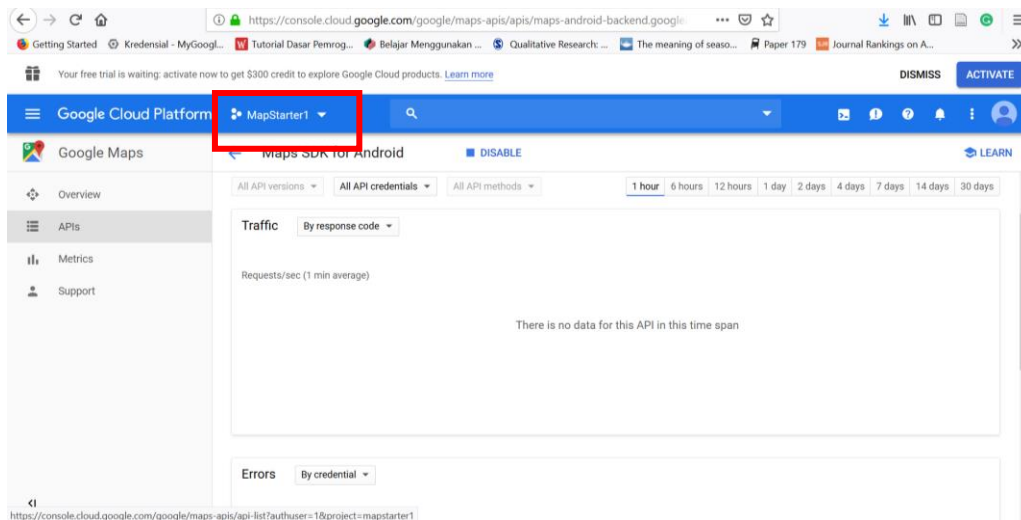 https://console.cloud.google.com/google/maps-apis/apis/maps-android-backend.google
Getting Started Kredensial - MyGoogl... Tutorial Dasar Pemrog... Belajar Menggunakan ... Qualitative Research: ... The meaning of seaso... Paper 179 Journal Rankings on A...
Your free trial is waiting: activate now to get $300 credit to explore Google Cloud products. Learn more DISMISS ACTIVATE
Google Cloud Platform MapStarter1
Google Maps Maps SDK for Android DISABLE LEARN
All API versions All API credentials All API methods 1 hour 6 hours 12 hours 1 day 2 days 4 days 7 days 14 days 30 days
Overview
APIs
Metrics
Support
Traffic By response code
Requests/sec (1 min average)
There is no data for this API in this time span
Errors By credential
https://console.cloud.google.com/google/maps-apis/api-list?authuser=1&project=mapstarter1